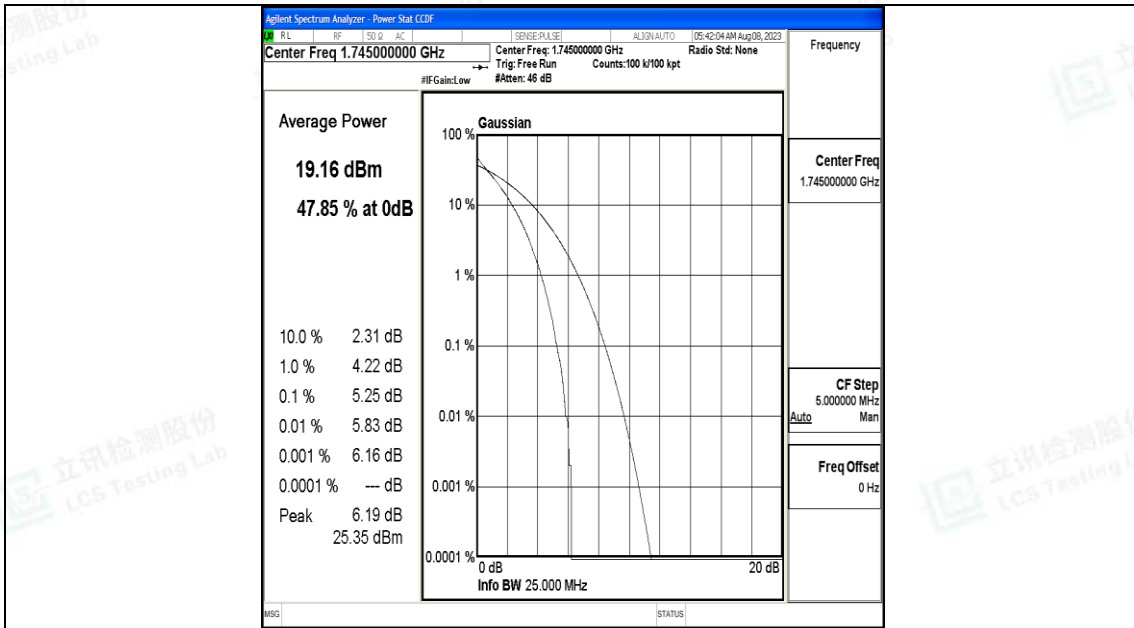 Agilent Spectrum Analyzer - Power Stat CCDF
RL RF 50 Ω AC SENSE:PULSE ALIGN AUTO 05:42:04 AM Aug 08, 2023
Center Freq 1.745000000 GHz
Center Freq: 1.745000000 GHz Radio Std: None
Trig: Free Run Counts:100 k/100 kpt
#IFGain:Low #Atten: 46 dB
Frequency
Average Power
19.16 dBm
47.85 % at 0dB
10.0 % 2.31 dB
1.0 % 4.22 dB
0.1 % 5.25 dB
0.01 % 5.83 dB
0.001 % 6.16 dB
0.0001 % --- dB
Peak 6.19 dB
25.35 dBm
Gaussian
100 %
10 %
1 %
0.1 %
0.01 %
0.001 %
0.0001 %
0 dB 20 dB
Info BW 25.000 MHz
Center Freq
1.745000000 GHz
CF Step
5.000000 MHz
Auto Man
Freq Offset
0 Hz
MSG STATUS
立讯检测股份
LCS Testing Lab
立讯检测股份
LCS Testing